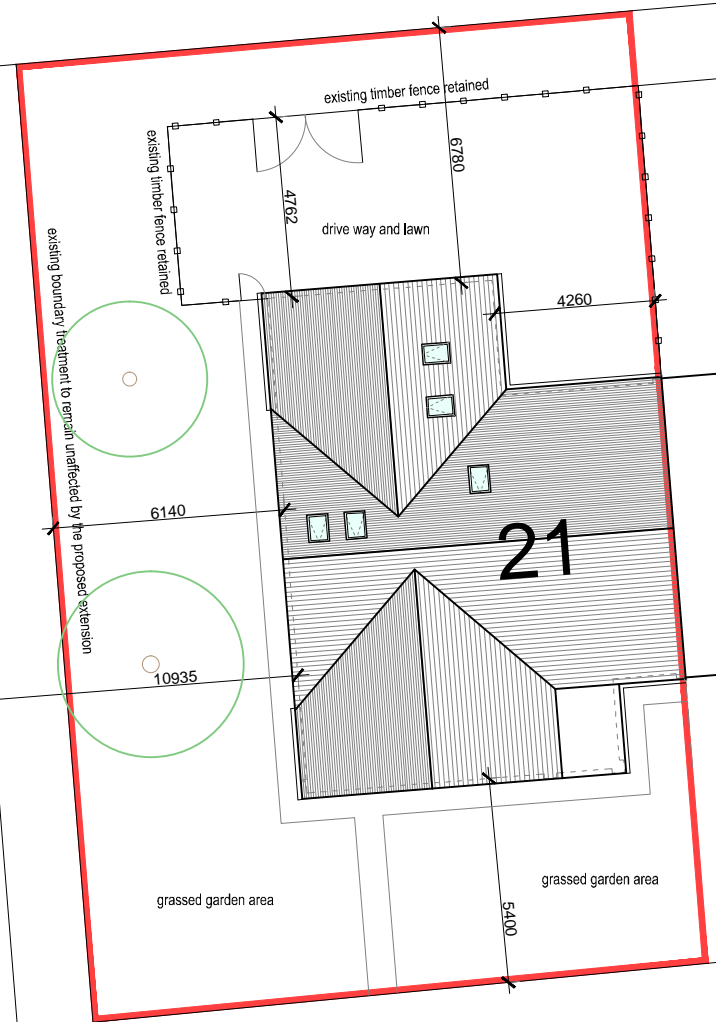 existing timber fence retained
existing timber fence retained
6780
4762
drive way and lawn
existing boundary treatment to remain unaffected by the proposed extension
4260
6140
21
10935
grassed garden area
grassed garden area
5400